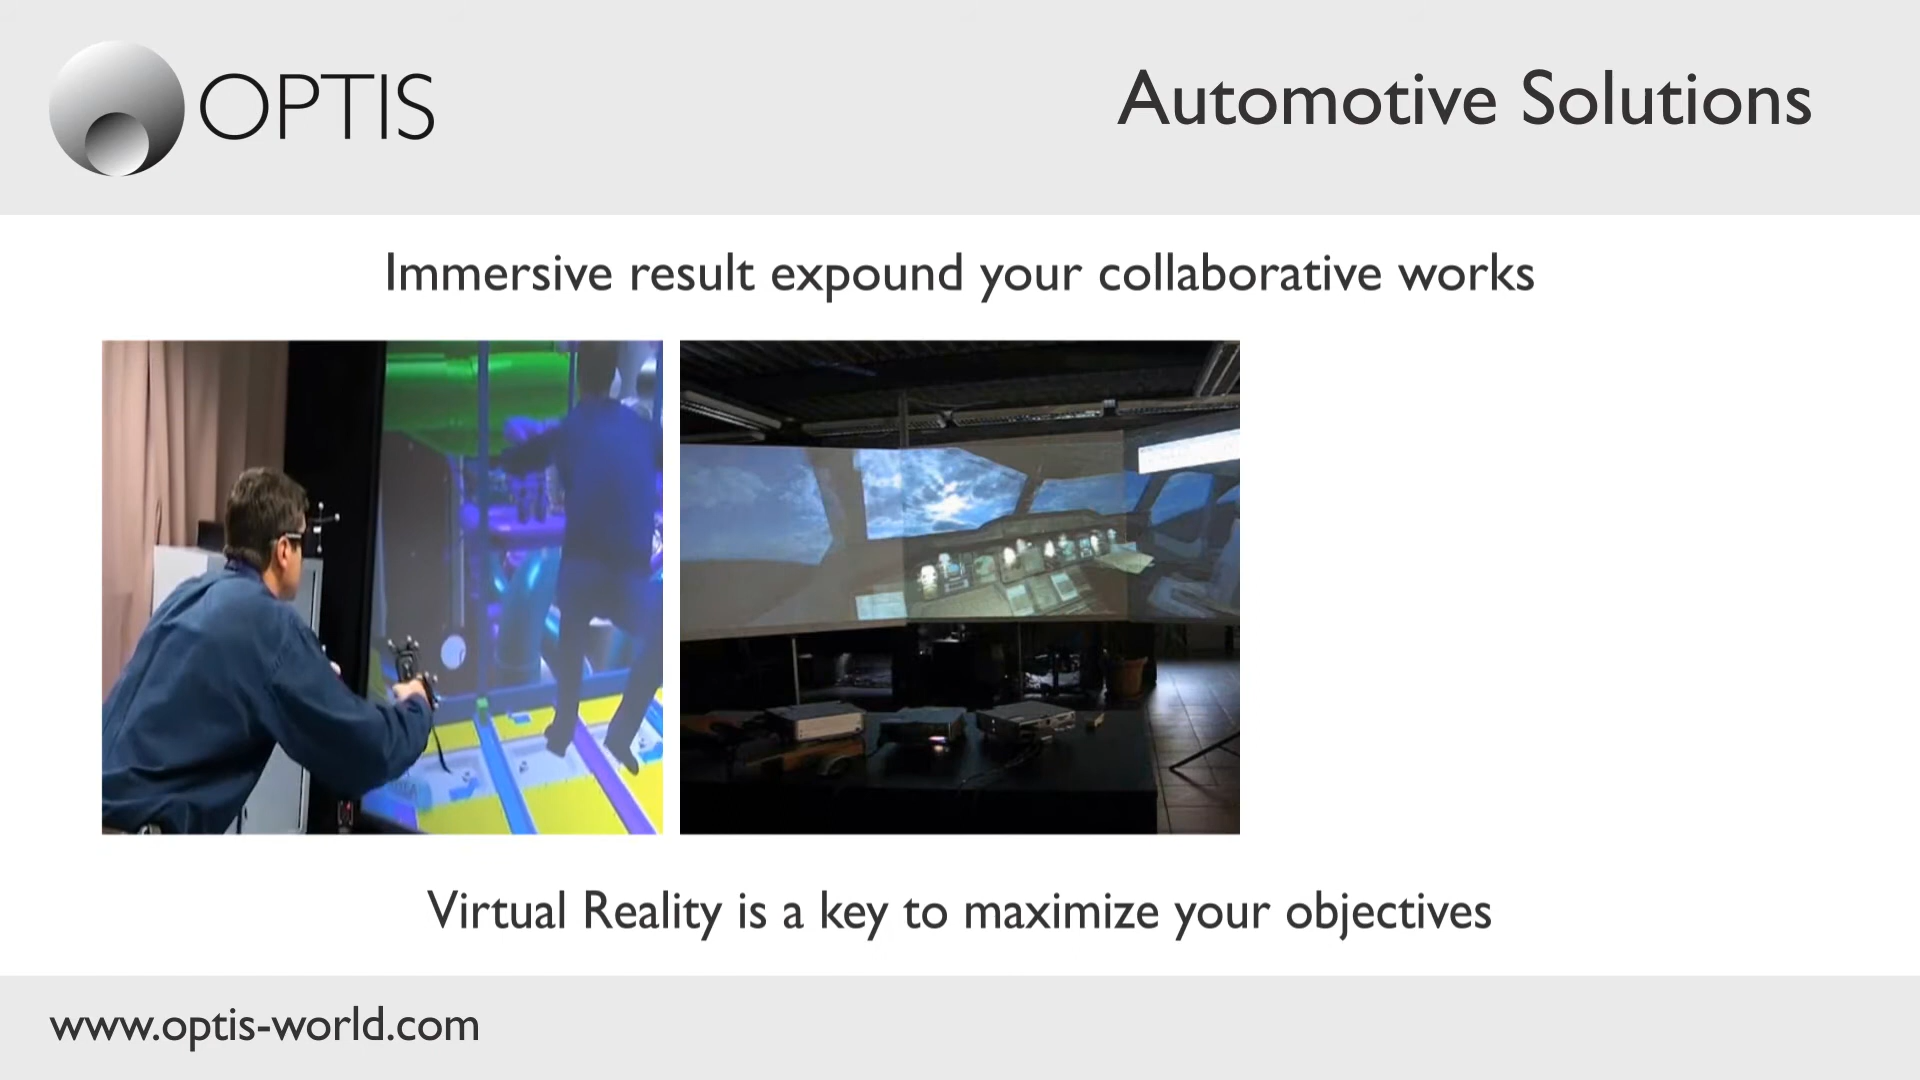 OPTIS
Automotive Solutions
Immersive result expound your collaborative works
Virtual Reality is a key to maximize your objectives
www.optis-world.com